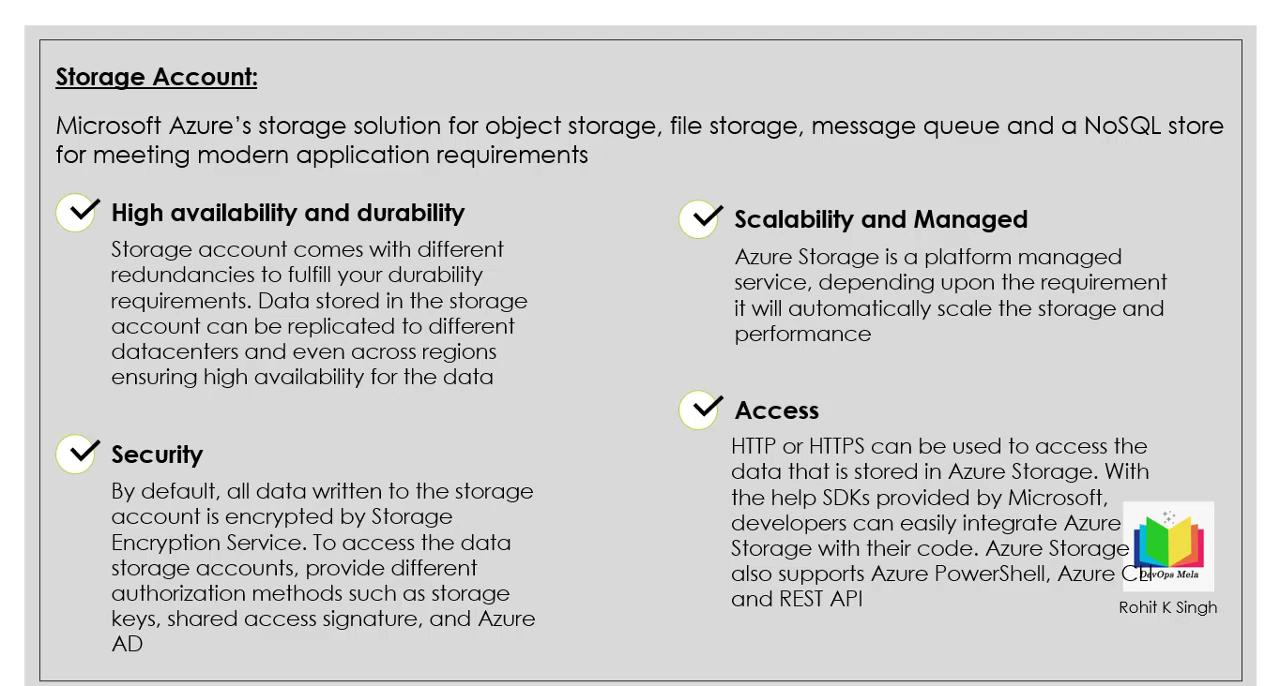 Storage Account:
Microsoft Azure’s storage solution for object storage, file storage, message queue and a NoSQL store
for meeting modern application requirements
High availability and durability
Storage account comes with different
redundancies to fulfill your durability
requirements. Data stored in the storage
account can be replicated to different
datacenters and even across regions
ensuring high availability for the data
Security
By default, all data written to the storage
account is encrypted by Storage
Encryption Service. To access the data
storage accounts, provide different
authorization methods such as storage
keys, shared access signature, and Azure
AD
Scalability and Managed
Azure Storage is a platform managed
service, depending upon the requirement
it will automatically scale the storage and
performance
Access
HTTP or HTTPS can be used to access the
data that is stored in Azure Storage. With
the help SDKs provided by Microsoft,
developers can easily integrate Azure
Storage with their code. Azure Storage
also supports Azure PowerShell, Azure CLI
and REST API
DevOps Mela
Rohit K Singh